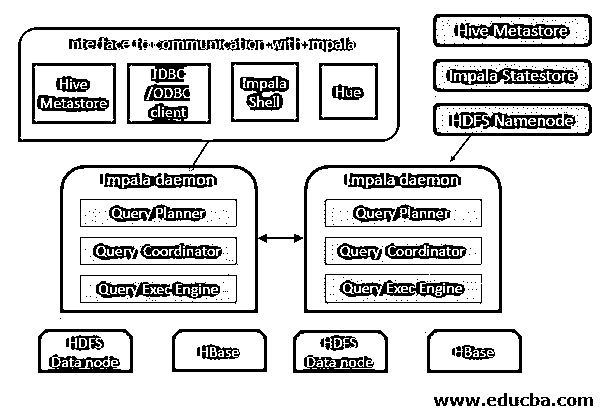 Interface to communication with Impala
Hive
Metastore
JDBC
/ODBC
client
Impala
Shell
Hue
Hive Metastore
Impala Statestore
HDFS Namenode
Impala daemon
Query Planner
Query Coordinator
Query Exec Engine
Impala daemon
Query Planner
Query Coordinator
Query Exec Engine
HDFS
Data node
HBase
HDFS
Data node
HBase
www.educba.com